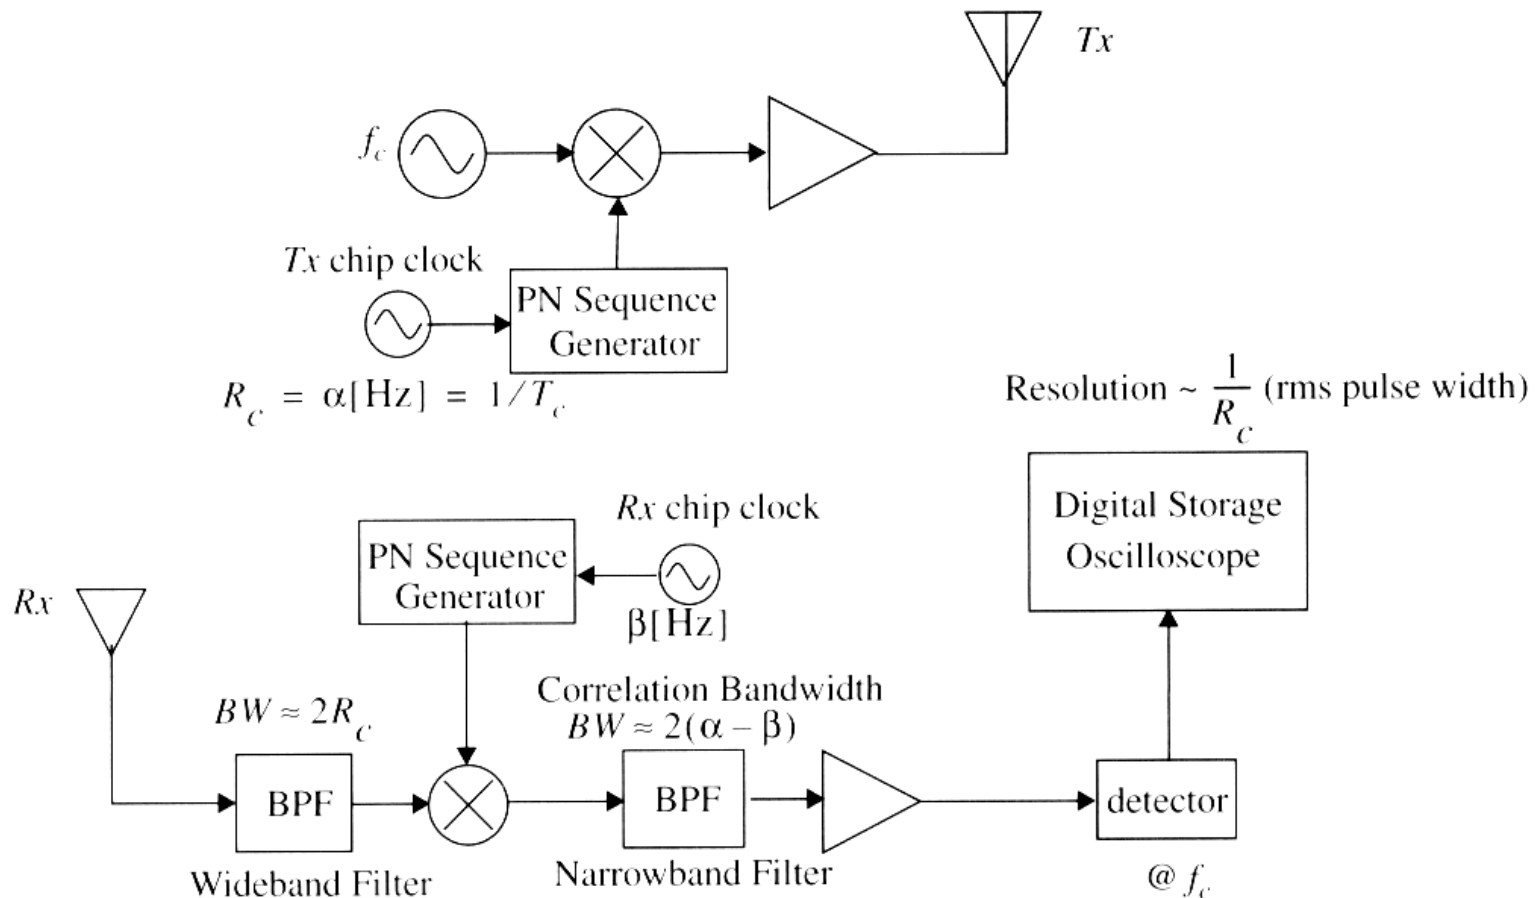 Tx
f_c
Tx chip clock
PN Sequence
Generator
R_c = α[Hz] = 1/T_c
Resolution ~ 1/R_c (rms pulse width)
Digital Storage
Oscilloscope
Rx chip clock
PN Sequence
Generator
β[Hz]
Rx
Correlation Bandwidth
BW ≈ 2R_c
BW ≈ 2(α – β)
BPF
BPF
detector
Wideband Filter
Narrowband Filter
@ f_c